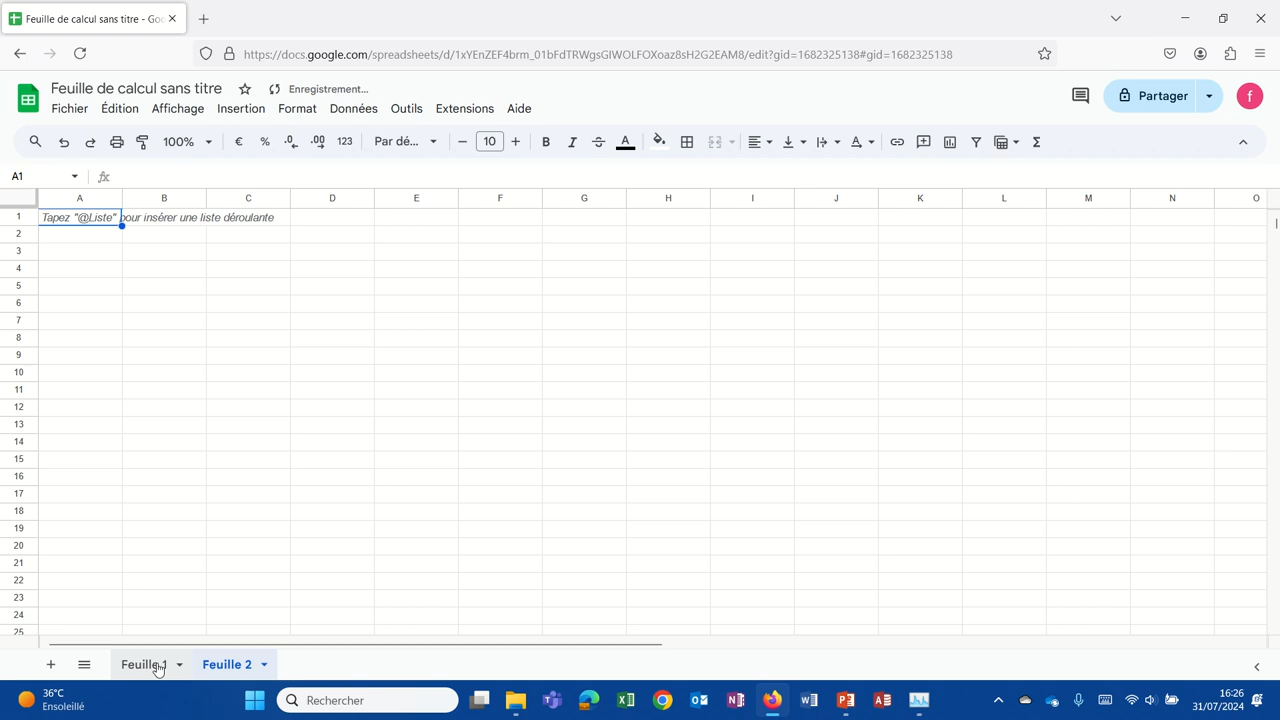 Feuille de calcul sans titre - Goo
https://docs.google.com/spreadsheets/d/1xYEnZEF4brm_01bFdTRWgsGIWOLFOXoaz8sH2G2EAM8/edit?gid=1682325138#gid=1682325138
Feuille de calcul sans titre Enregistrement...
Fichier Édition Affichage Insertion Format Données Outils Extensions Aide
Partager f
100% € % .0 .00 123 Par dé... 10 B I S A
A1 fx
A B C D E F G H I J K L M N O
1 Tapez "@Liste" pour insérer une liste déroulante
2
3
4
5
6
7
8
9
10
11
12
13
14
15
16
17
18
19
20
21
22
23
24
25
Feuille 1 Feuille 2
36°C
Ensoleillé
Rechercher
16:26
31/07/2024